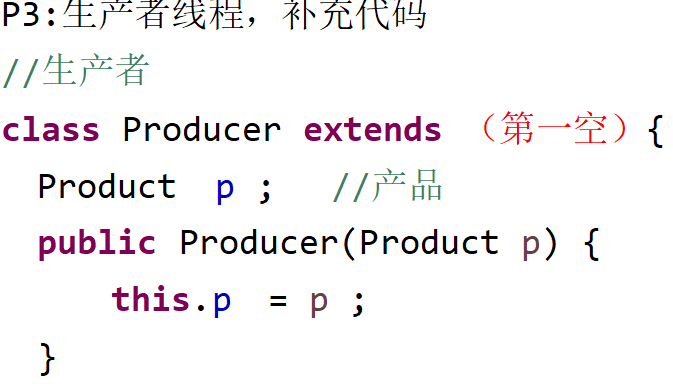 P3:生产者线程，补充代码
//生产者
class Producer extends （第一空）{
Product p ; //产品
public Producer(Product p) {
this.p = p ;
}